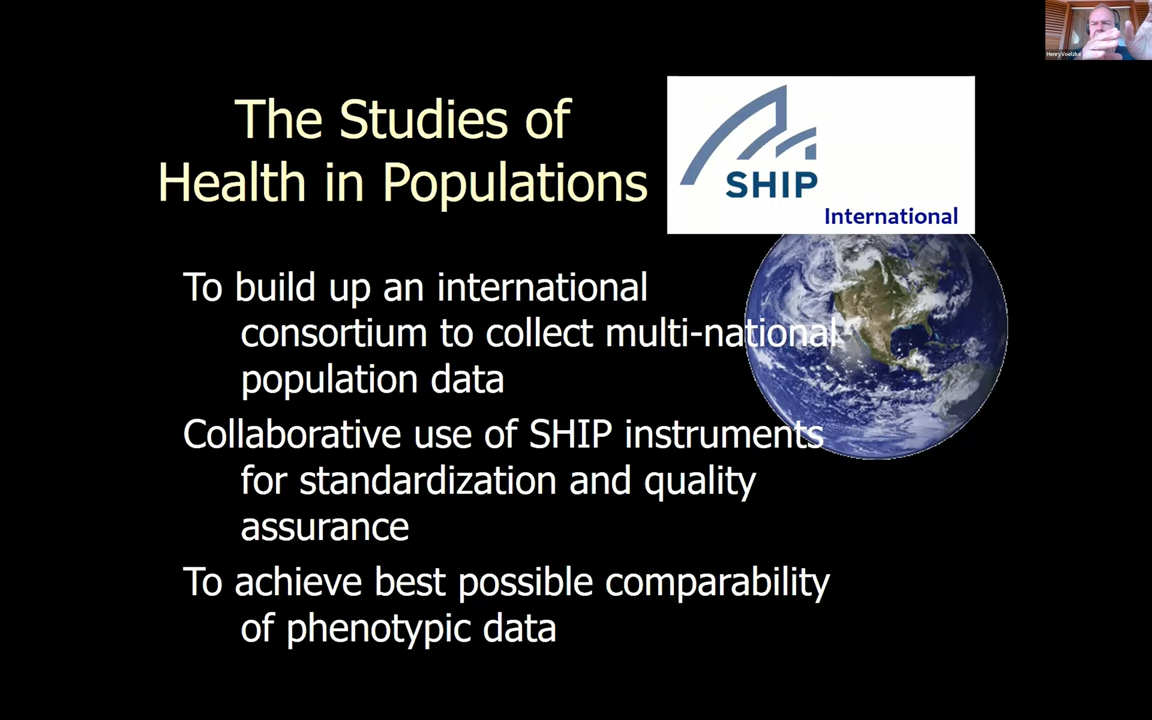 HenryVoelzke
The Studies of
Health in Populations
SHIP
International
To build up an international
consortium to collect multi-national
population data
Collaborative use of SHIP instruments
for standardization and quality
assurance
To achieve best possible comparability
of phenotypic data